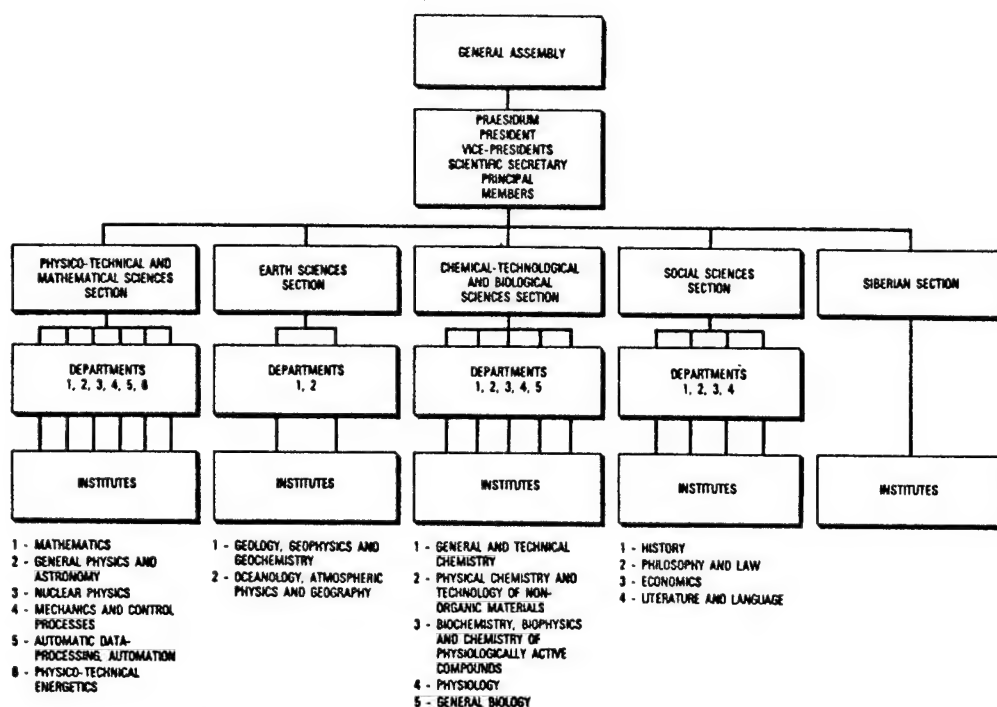 GENERAL ASSEMBLY
PRAESIDIUM
PRESIDENT
VICE-PRESIDENTS
SCIENTIFIC SECRETARY
PRINCIPAL
MEMBERS
PHYSICO-TECHNICAL AND
MATHEMATICAL SCIENCES
SECTION
EARTH SCIENCES
SECTION
CHEMICAL-TECHNOLOGICAL
AND BIOLOGICAL
SCIENCES SECTION
SOCIAL SCIENCES
SECTION
SIBERIAN SECTION
DEPARTMENTS
1, 2, 3, 4, 5, 6
DEPARTMENTS
1, 2
DEPARTMENTS
1, 2, 3, 4, 5
DEPARTMENTS
1, 2, 3, 4
INSTITUTES
INSTITUTES
INSTITUTES
INSTITUTES
INSTITUTES
1 - MATHEMATICS
2 - GENERAL PHYSICS AND
ASTRONOMY
3 - NUCLEAR PHYSICS
4 - MECHANICS AND CONTROL
PROCESSES
5 - AUTOMATIC DATA-
PROCESSING, AUTOMATION
6 - PHYSICO-TECHNICAL
ENERGETICS
1 - GEOLOGY, GEOPHYSICS AND
GEOCHEMISTRY
2 - OCEANOLOGY, ATMOSPHERIC
PHYSICS AND GEOGRAPHY
1 - GENERAL AND TECHNICAL
CHEMISTRY
2 - PHYSICAL CHEMISTRY AND
TECHNOLOGY OF NON-
ORGANIC MATERIALS
3 - BIOCHEMISTRY, BIOPHYSICS
AND CHEMISTRY OF
PHYSIOLOGICALLY ACTIVE
COMPOUNDS
4 - PHYSIOLOGY
5 - GENERAL BIOLOGY
1 - HISTORY
2 - PHILOSOPHY AND LAW
3 - ECONOMICS
4 - LITERATURE AND LANGUAGE